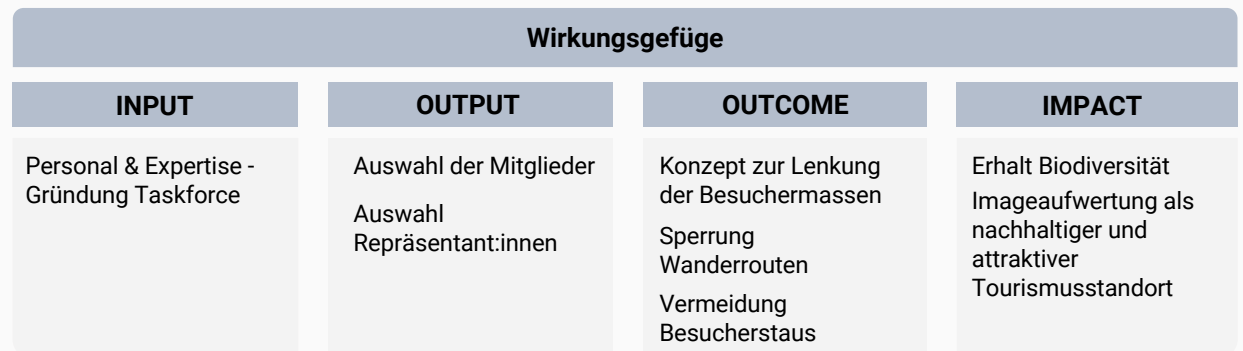 Wirkungsgefüge
INPUT
Personal & Expertise -
Gründung Taskforce
OUTPUT
Auswahl der Mitglieder
Auswahl
Repräsentant:innen
OUTCOME
Konzept zur Lenkung
der Besuchermassen
Sperrung
Wanderrouten
Vermeidung
Besucherstaus
IMPACT
Erhalt Biodiversität
Imageaufwertung als
nachhaltiger und
attraktiver
Tourismusstandort